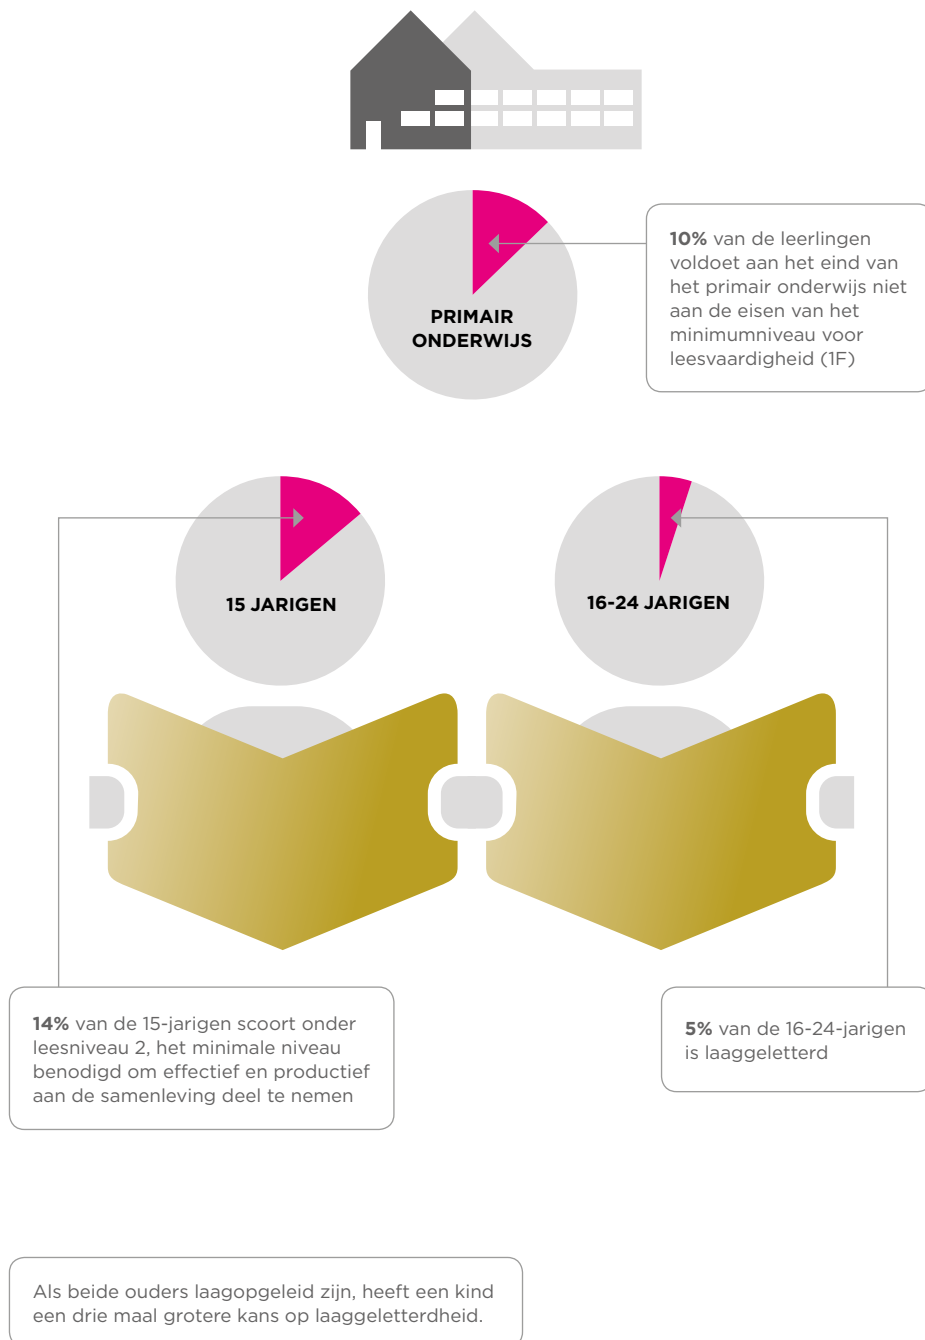 PRIMAIR
ONDERWIJS
10% van de leerlingen
voldoet aan het eind van
het primair onderwijs niet
aan de eisen van het
minimumniveau voor
leesvaardigheid (1F)
15 JARIGEN
16-24 JARIGEN
14% van de 15-jarigen scoort onder
leesniveau 2, het minimale niveau
benodigd om effectief en productief
aan de samenleving deel te nemen
5% van de 16-24-jarigen
is laaggeletterd
Als beide ouders laagopgeleid zijn, heeft een kind
een drie maal grotere kans op laaggeletterdheid.